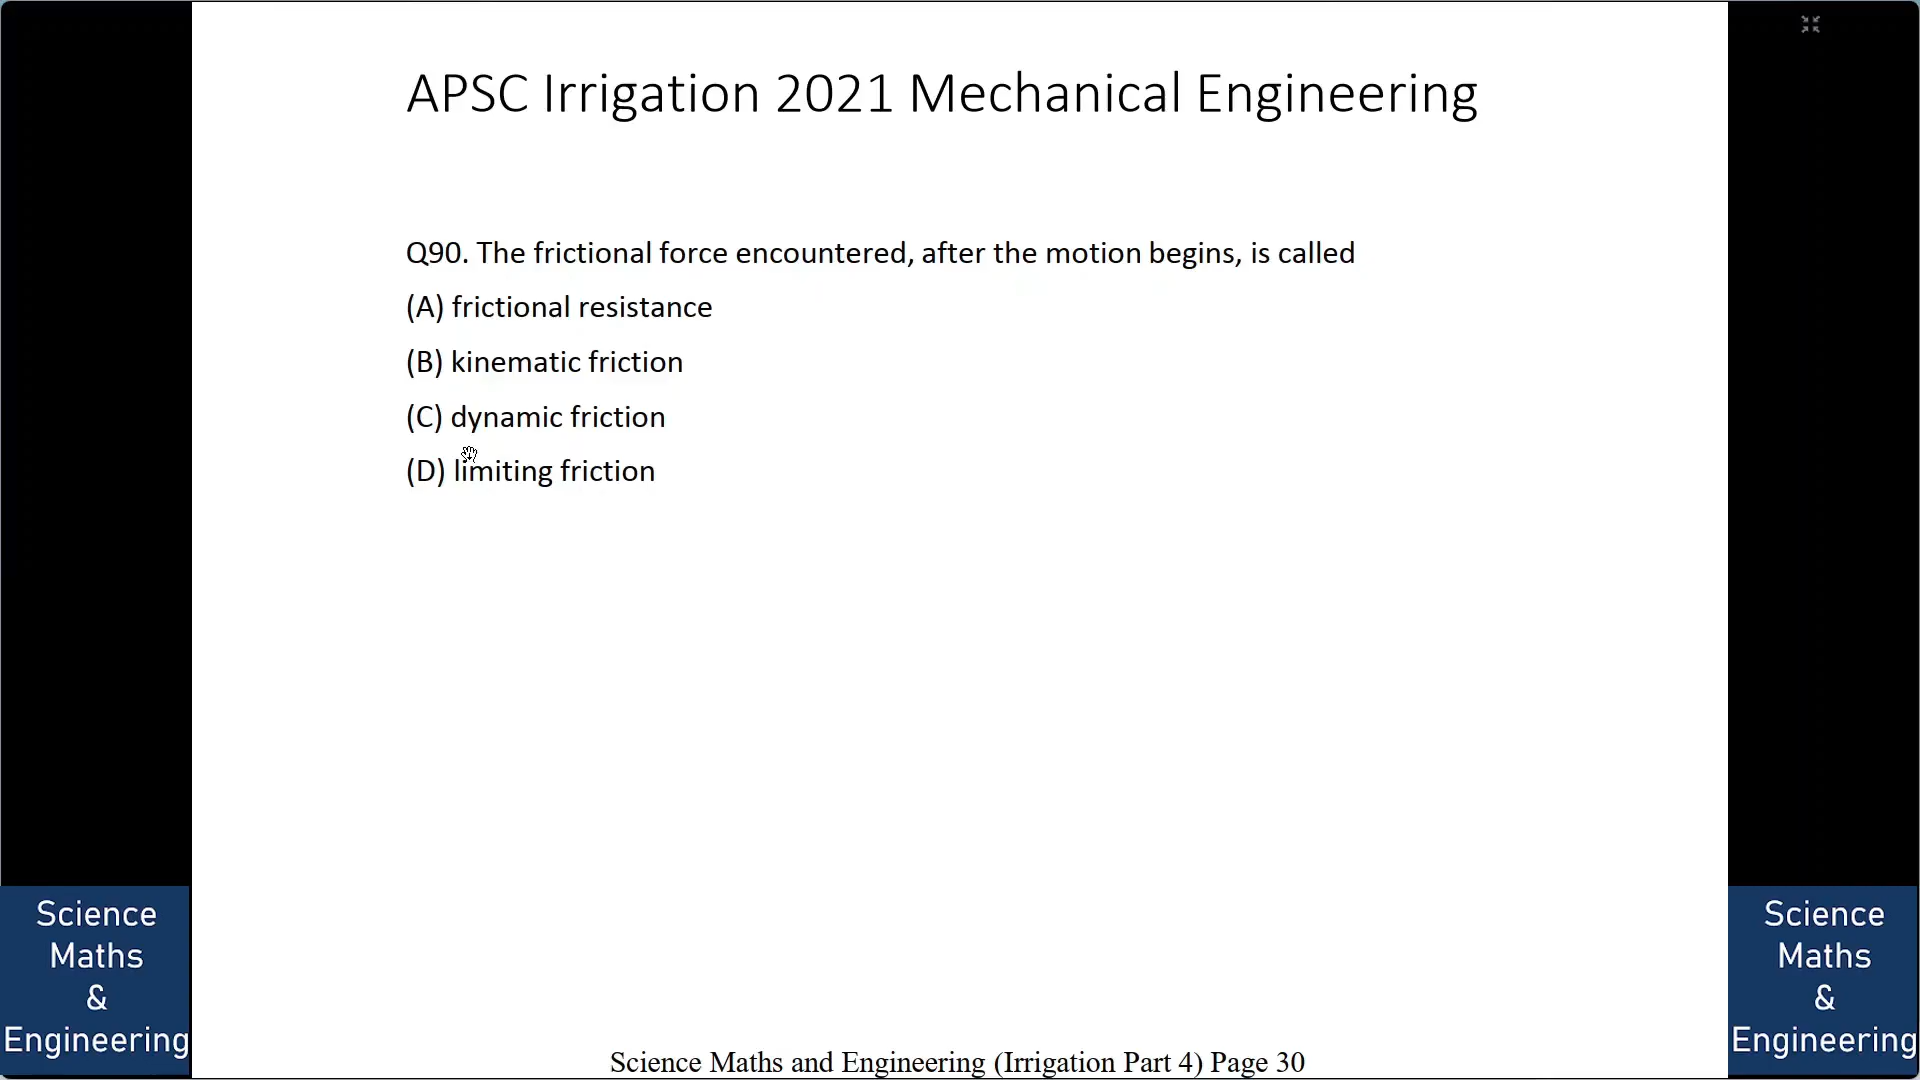 APSC Irrigation 2021 Mechanical Engineering
Q90. The frictional force encountered, after the motion begins, is called
(A) frictional resistance
(B) kinematic friction
(C) dynamic friction
(D) limiting friction
Science
Maths
&
Engineering
Science
Maths
&
Engineering
Science Maths and Engineering (Irrigation Part 4) Page 30